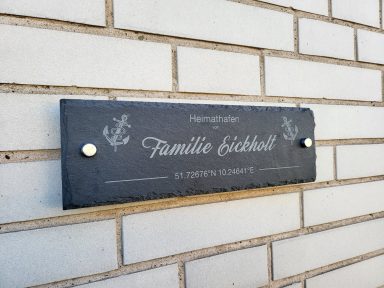 Heimathafen
von
Familie Eickholt
51.72676°N 10.24641°E